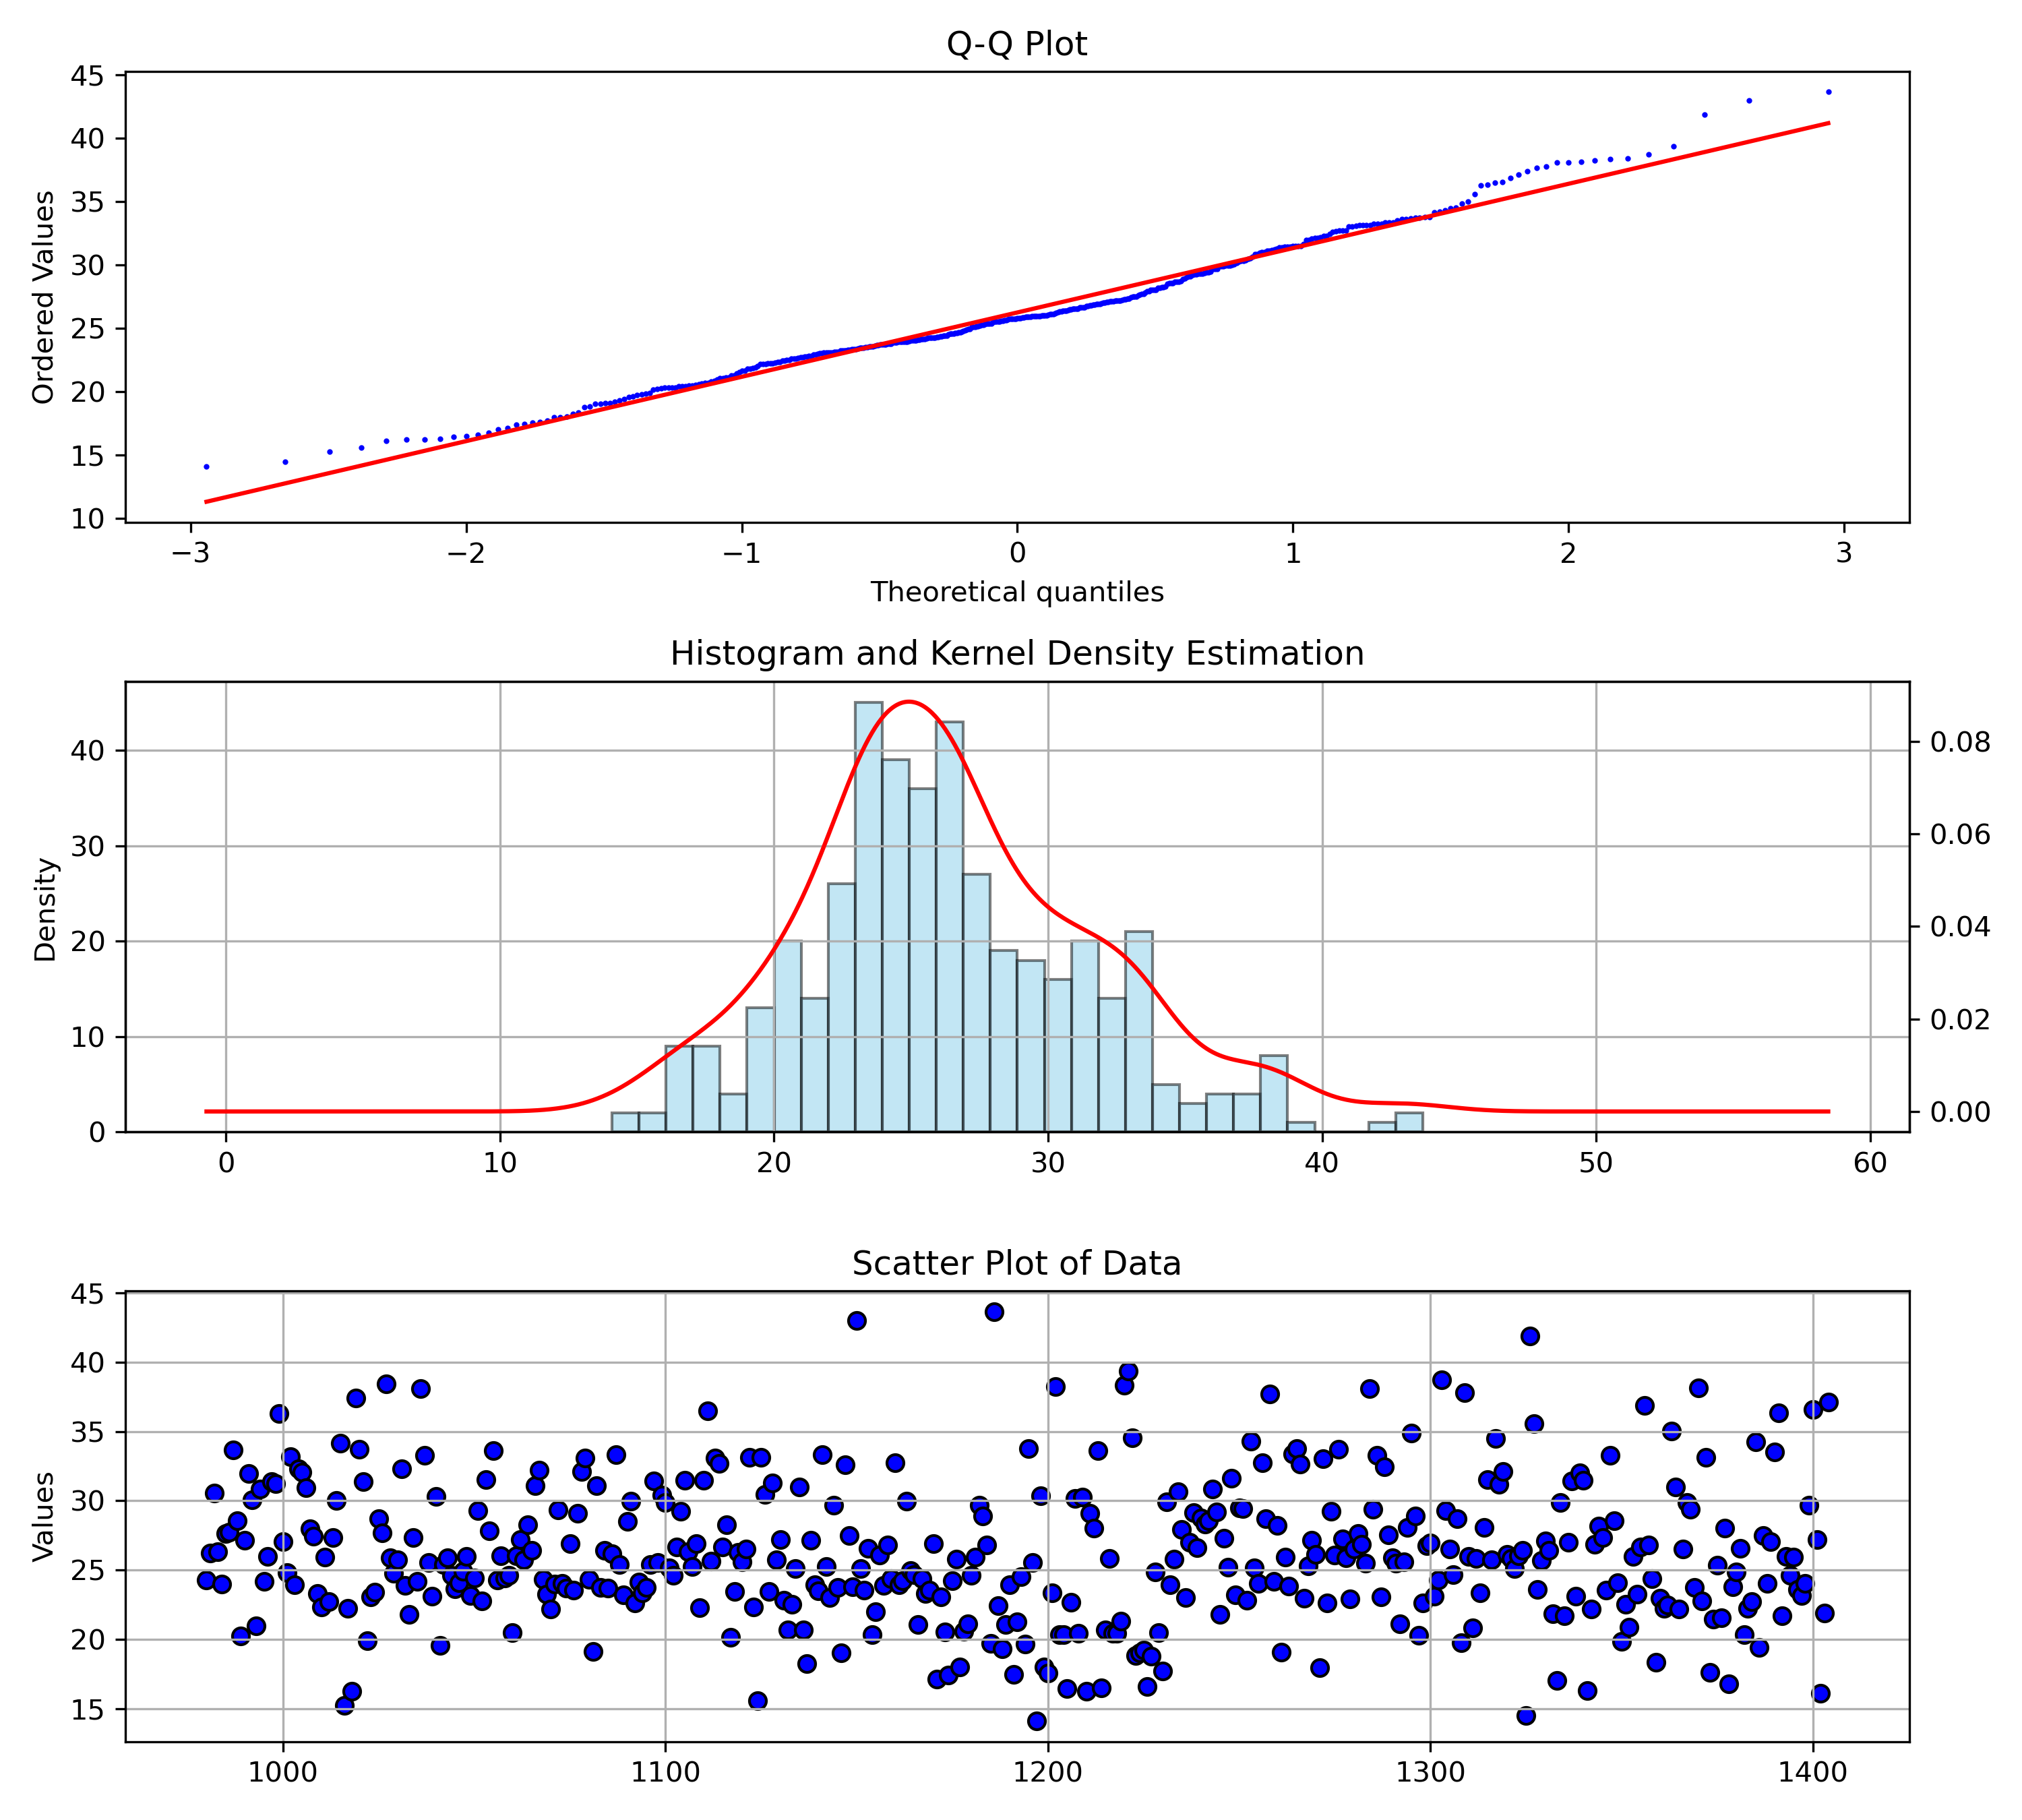 Q-Q Plot
45
40
35
30
25
20
15
10
Ordered Values
−3 −2 −1 0 1 2 3
Theoretical quantiles
Histogram and Kernel Density Estimation
40
30
20
10
0
Density
0.08
0.06
0.04
0.02
0.00
0 10 20 30 40 50 60
Scatter Plot of Data
45
40
35
30
25
20
15
Values
1000 1100 1200 1300 1400